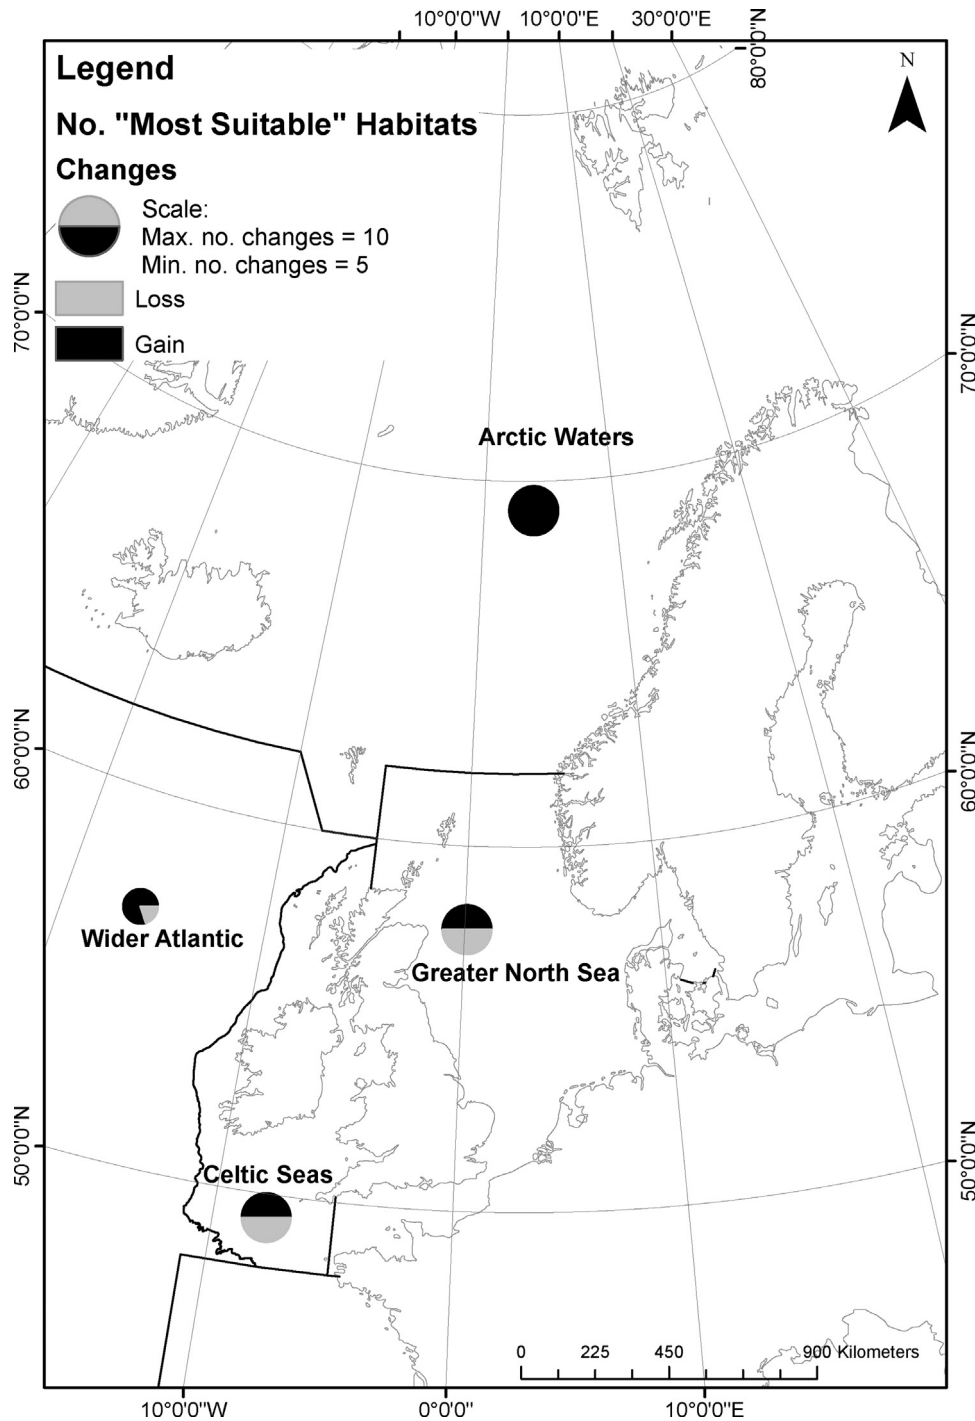 10°0'0"W 10°0'0"E 30°0'0"E
80°0'0"N
N
Legend
No. "Most Suitable" Habitats
Changes
Scale:
Max. no. changes = 10
Min. no. changes = 5
Loss
Gain
70°0'0"N
70°0'0"N
Arctic Waters
60°0'0"N
60°0'0"N
Wider Atlantic
Greater North Sea
50°0'0"N
50°0'0"N
Celtic Seas
0 225 450 900 Kilometers
10°0'0"W 0°0'0" 10°0'0"E